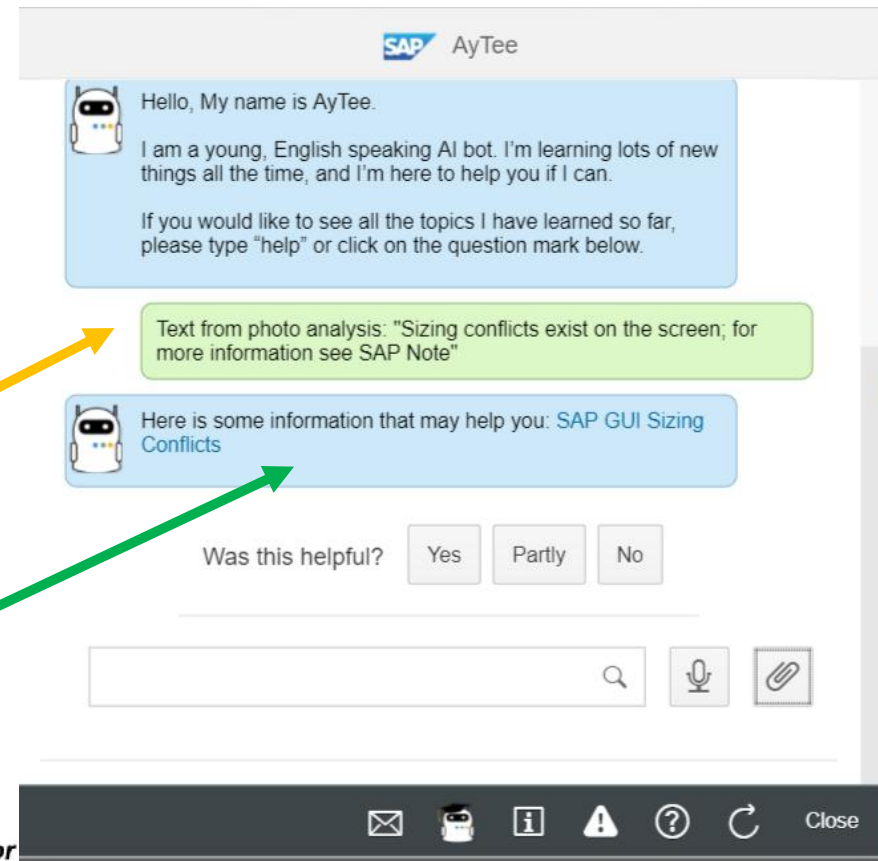 SAP AyTee
Hello, My name is AyTee.
I am a young, English speaking AI bot. I'm learning lots of new
things all the time, and I'm here to help you if I can.
If you would like to see all the topics I have learned so far,
please type "help" or click on the question mark below.
Text from photo analysis: "Sizing conflicts exist on the screen; for
more information see SAP Note"
Here is some information that may help you: SAP GUI Sizing
Conflicts
Was this helpful? Yes Partly No
Close